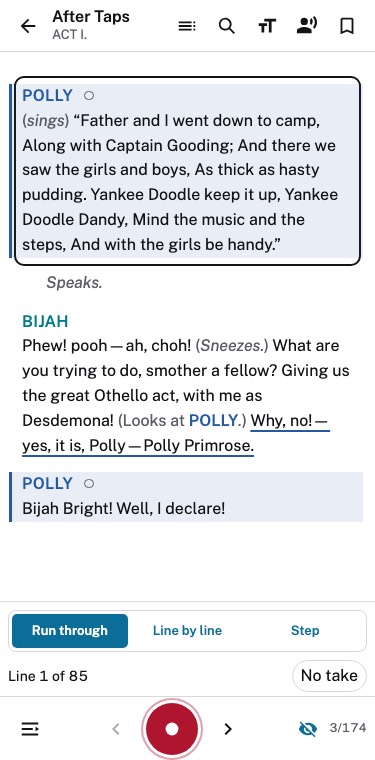 After Taps
ACT I.
POLLY
(sings) “Father and I went down to camp,
Along with Captain Gooding; And there we
saw the girls and boys, As thick as hasty
pudding. Yankee Doodle keep it up, Yankee
Doodle Dandy, Mind the music and the
steps, And with the girls be handy.”
Speaks.
BIJAH
Phew! pooh—ah, choh! (Sneezes.) What are
you trying to do, smother a fellow? Giving us
the great Othello act, with me as
Desdemona! (Looks at POLLY.) Why, no!—
yes, it is, Polly—Polly Primrose.
POLLY
Bijah Bright! Well, I declare!
Run through
Line by line
Step
Line 1 of 85
No take
3/174